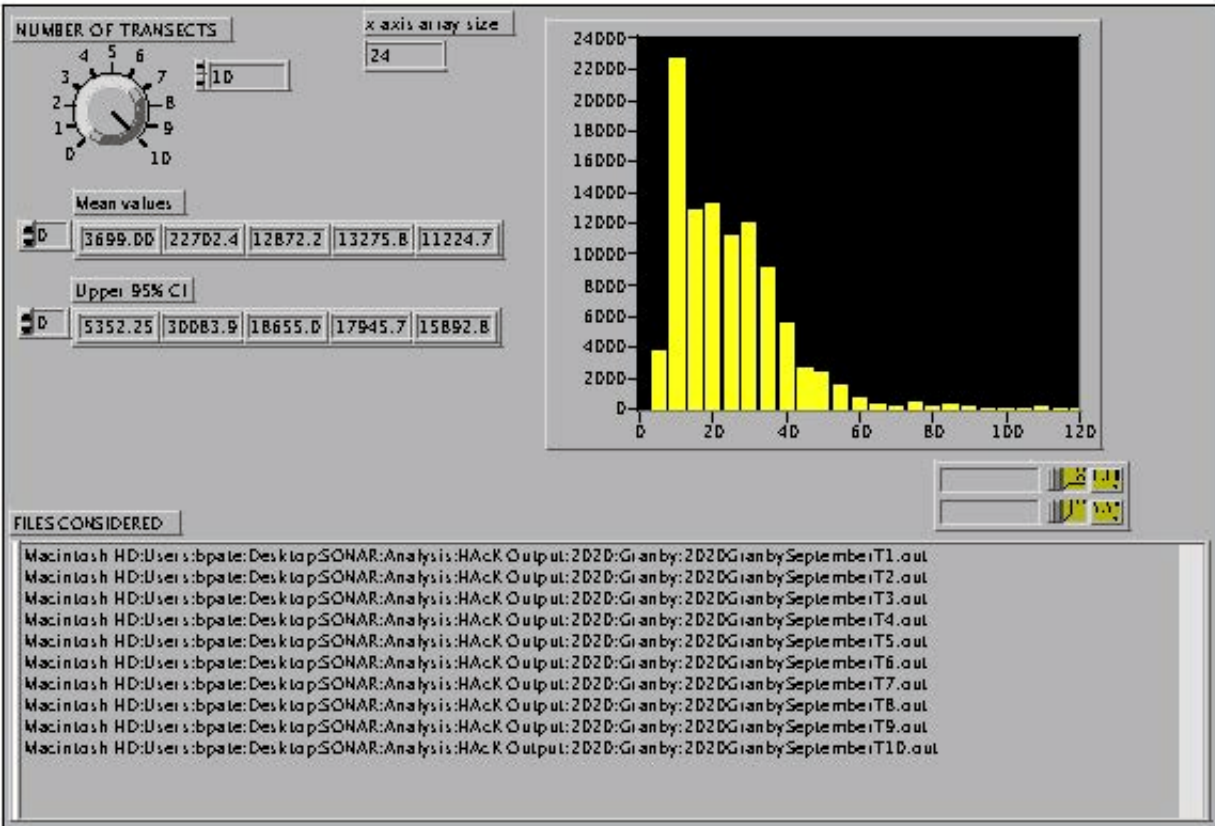 NUMBER OF TRANSECTS
0 1 2 3 4 5 6 7 8 9 10
10
x axis array size
24
Mean values
0 3699.00 22702.4 12872.2 13275.8 11224.7
Upper 95% CI
0 5352.25 30083.9 18655.0 17945.7 15892.8
24000
22000
20000
18000
16000
14000
12000
10000
8000
6000
4000
2000
0
0 20 40 60 80 100 120
FILES CONSIDERED
Macintosh HD:Users:bpate:Desktop:SONAR:Analysis:HAcK Output:2020:Granby:2020GranbySeptemberT1.out
Macintosh HD:Users:bpate:Desktop:SONAR:Analysis:HAcK Output:2020:Granby:2020GranbySeptemberT2.out
Macintosh HD:Users:bpate:Desktop:SONAR:Analysis:HAcK Output:2020:Granby:2020GranbySeptemberT3.out
Macintosh HD:Users:bpate:Desktop:SONAR:Analysis:HAcK Output:2020:Granby:2020GranbySeptemberT4.out
Macintosh HD:Users:bpate:Desktop:SONAR:Analysis:HAcK Output:2020:Granby:2020GranbySeptemberT5.out
Macintosh HD:Users:bpate:Desktop:SONAR:Analysis:HAcK Output:2020:Granby:2020GranbySeptemberT6.out
Macintosh HD:Users:bpate:Desktop:SONAR:Analysis:HAcK Output:2020:Granby:2020GranbySeptemberT7.out
Macintosh HD:Users:bpate:Desktop:SONAR:Analysis:HAcK Output:2020:Granby:2020GranbySeptemberT8.out
Macintosh HD:Users:bpate:Desktop:SONAR:Analysis:HAcK Output:2020:Granby:2020GranbySeptemberT9.out
Macintosh HD:Users:bpate:Desktop:SONAR:Analysis:HAcK Output:2020:Granby:2020GranbySeptemberT10.out